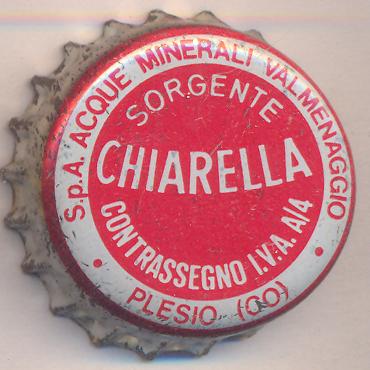 S.p.A. ACQUE MINERALI VALMENAGGIO
SORGENTE
CHIARELLA
CONTRASSEGNO I.V.A. A/4
• PLESIO (CO) •